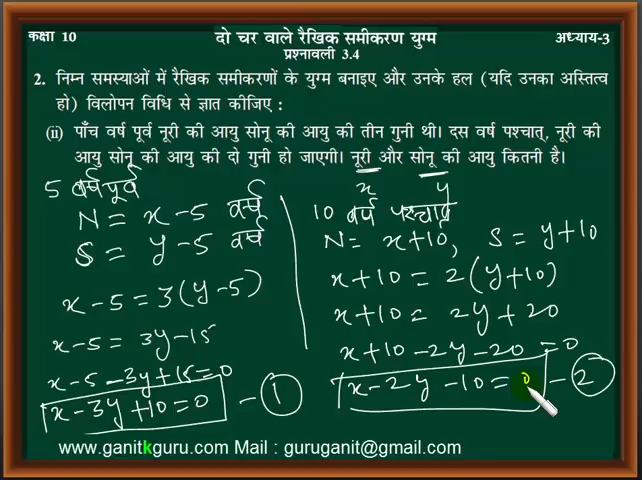 कक्षा 10 दो चर वाले रैखिक समीकरण युग्म अध्याय-3
प्रश्नावली 3.4
2. निम्न समस्याओं में रैखिक समीकरणों के युग्म बनाइए और उनके हल (यदि उनका अस्तित्व
हो) विलोपन विधि से ज्ञात कीजिए :
(ii) पाँच वर्ष पूर्व नूरी की आयु सोनू की आयु की तीन गुनी थी। दस वर्ष पश्चात्, नूरी की
आयु सोनू की आयु की दो गुनी हो जाएगी। नूरी और सोनू की आयु कितनी है।
x y
5 वर्ष पूर्व
N = x-5 वर्ष
S = y-5 वर्ष
x-5 = 3(y-5)
x-5 = 3y-15
x-5-3y+15=0
x-3y+10=0 - 1
10 वर्ष पश्चात्
N= x+10, S = y+10
x+10 = 2(y+10)
x+10 = 2y+20
x+10-2y-20=0
x-2y-10=0 - 2
www.ganitkguru.com Mail : guruganit@gmail.com